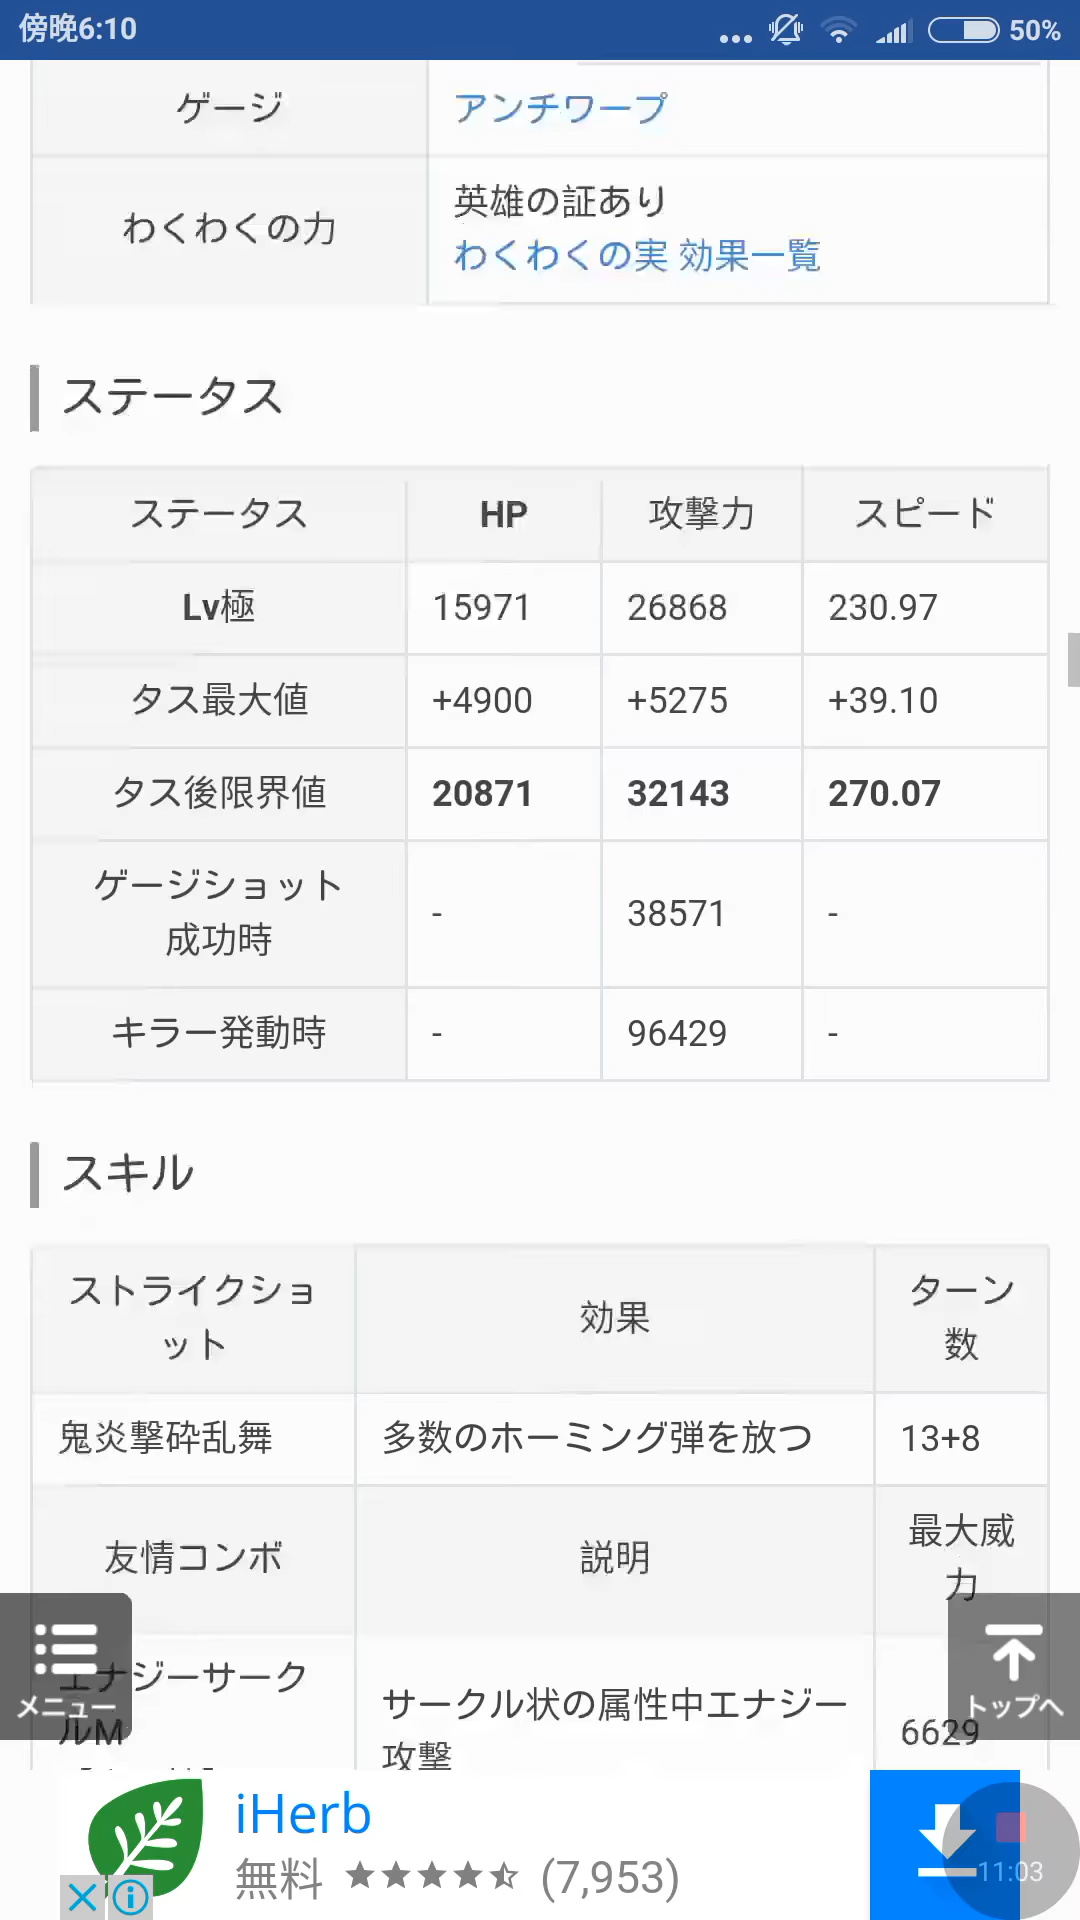 傍晚6:10
50%
ゲージ
アンチワープ
わくわくの力
英雄の証あり
わくわくの実 効果一覧
ステータス
ステータス HP 攻撃力 スピード
Lv極 15971 26868 230.97
タス最大値 +4900 +5275 +39.10
タス後限界値 20871 32143 270.07
ゲージショット
成功時
- 38571 -
キラー発動時 - 96429 -
スキル
ストライクショ
ット
効果
ターン
数
鬼炎撃砕乱舞 多数のホーミング弾を放つ 13+8
友情コンボ 説明
最大威
力
エナジーサーク
ルM
サークル状の属性中エナジー
攻撃
6629
メニュー
トップへ
iHerb
無料 (7,953)
11:03